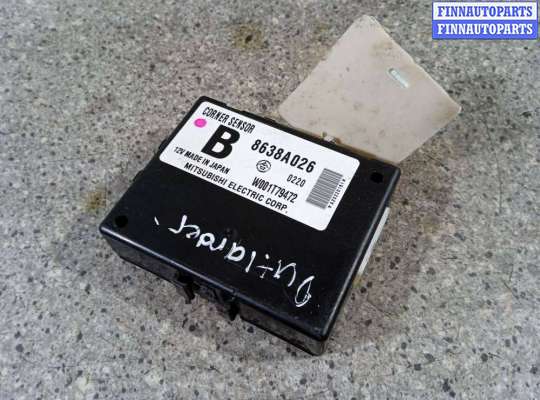 FINNAUTOPARTS
FINNAUTOPARTS
CORNER SENSOR
B
8638A026
0220
12V MADE IN JAPAN
W001T79472
MITSUBISHI ELECTRIC CORP.
Outlander